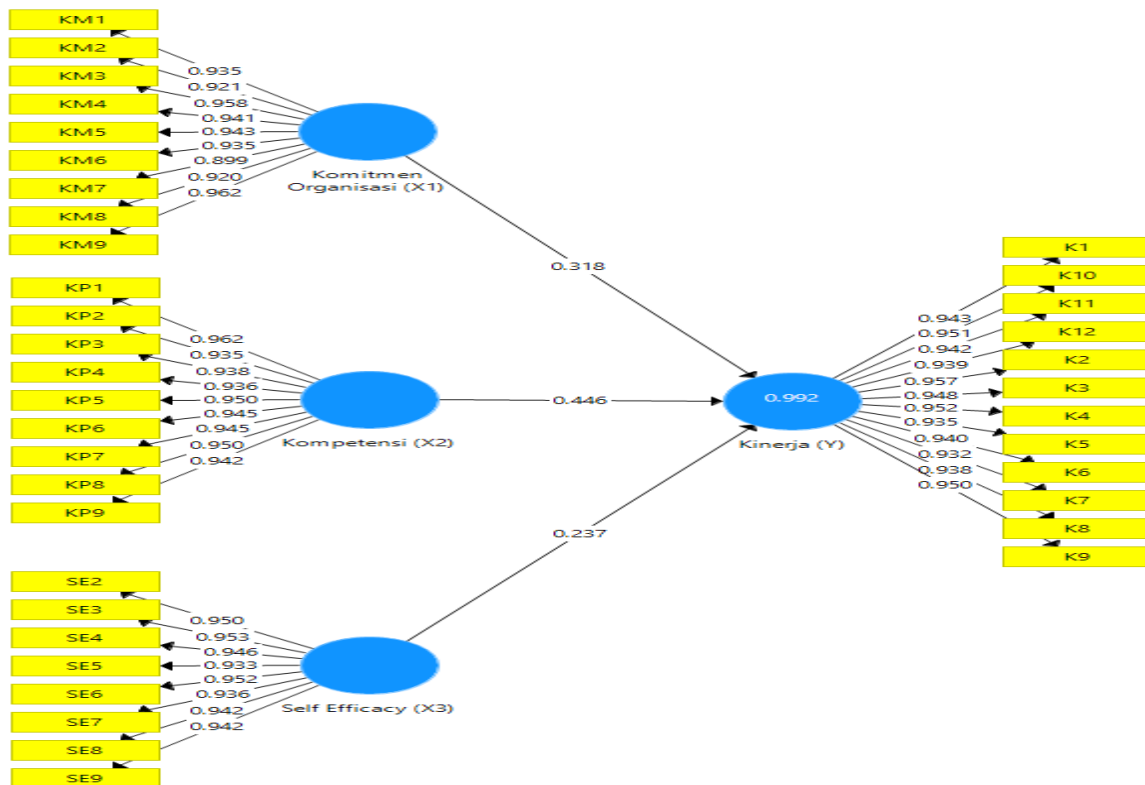 KM1
KM2
KM3
KM4
KM5
KM6
KM7
KM8
KM9
0.935
0.921
0.958
0.941
0.943
0.935
0.899
0.920
0.962
Komitmen
Organisasi (X1)
0.318
KP1
KP2
KP3
KP4
KP5
KP6
KP7
KP8
KP9
0.962
0.935
0.938
0.936
0.950
0.945
0.945
0.950
0.942
Kompetensi (X2)
0.446
SE2
SE3
SE4
SE5
SE6
SE7
SE8
SE9
0.950
0.953
0.946
0.933
0.952
0.936
0.942
0.942
Self Efficacy (X3)
0.237
0.992
Kinerja (Y)
0.943
0.951
0.942
0.939
0.957
0.948
0.952
0.935
0.940
0.932
0.938
0.950
K1
K10
K11
K12
K2
K3
K4
K5
K6
K7
K8
K9